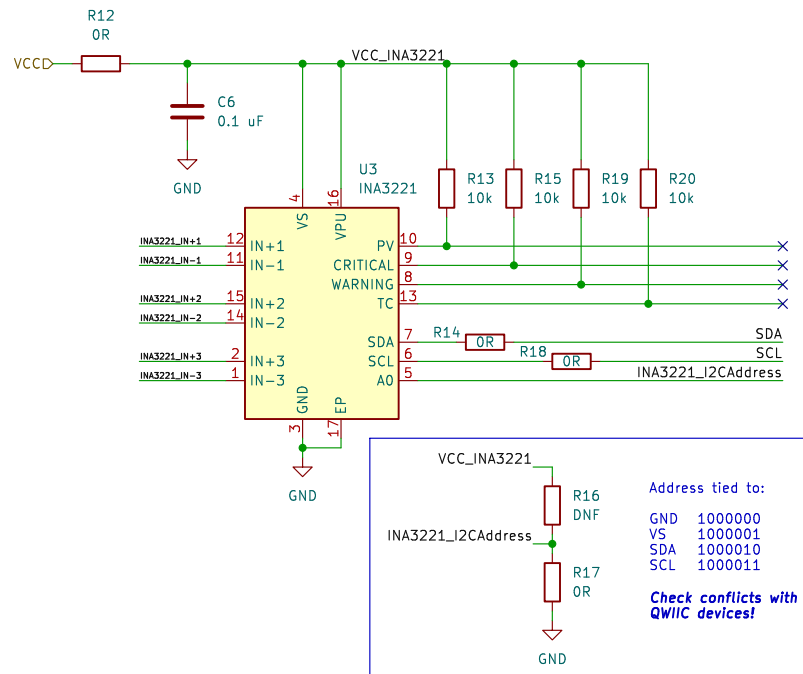 R12
0R
VCC
VCC_INA3221
C6
0.1 uF
GND
U3
INA3221
R13
10k
R15
10k
R19
10k
R20
10k
4
16
VS
VPU
INA3221_IN+1
12
IN+1
PV
10
INA3221_IN-1
11
IN-1
CRITICAL
9
WARNING
8
INA3221_IN+2
15
IN+2
TC
13
INA3221_IN-2
14
IN-2
SDA
7
R14
0R
SDA
INA3221_IN+3
2
IN+3
SCL
6
R18
0R
SCL
INA3221_IN-3
1
IN-3
A0
5
INA3221_I2CAddress
GND
EP
3
17
GND
VCC_INA3221
R16
DNF
INA3221_I2CAddress
R17
0R
GND
Address tied to:
GND 1000000
VS 1000001
SDA 1000010
SCL 1000011
Check conflicts with
QWIIC devices!